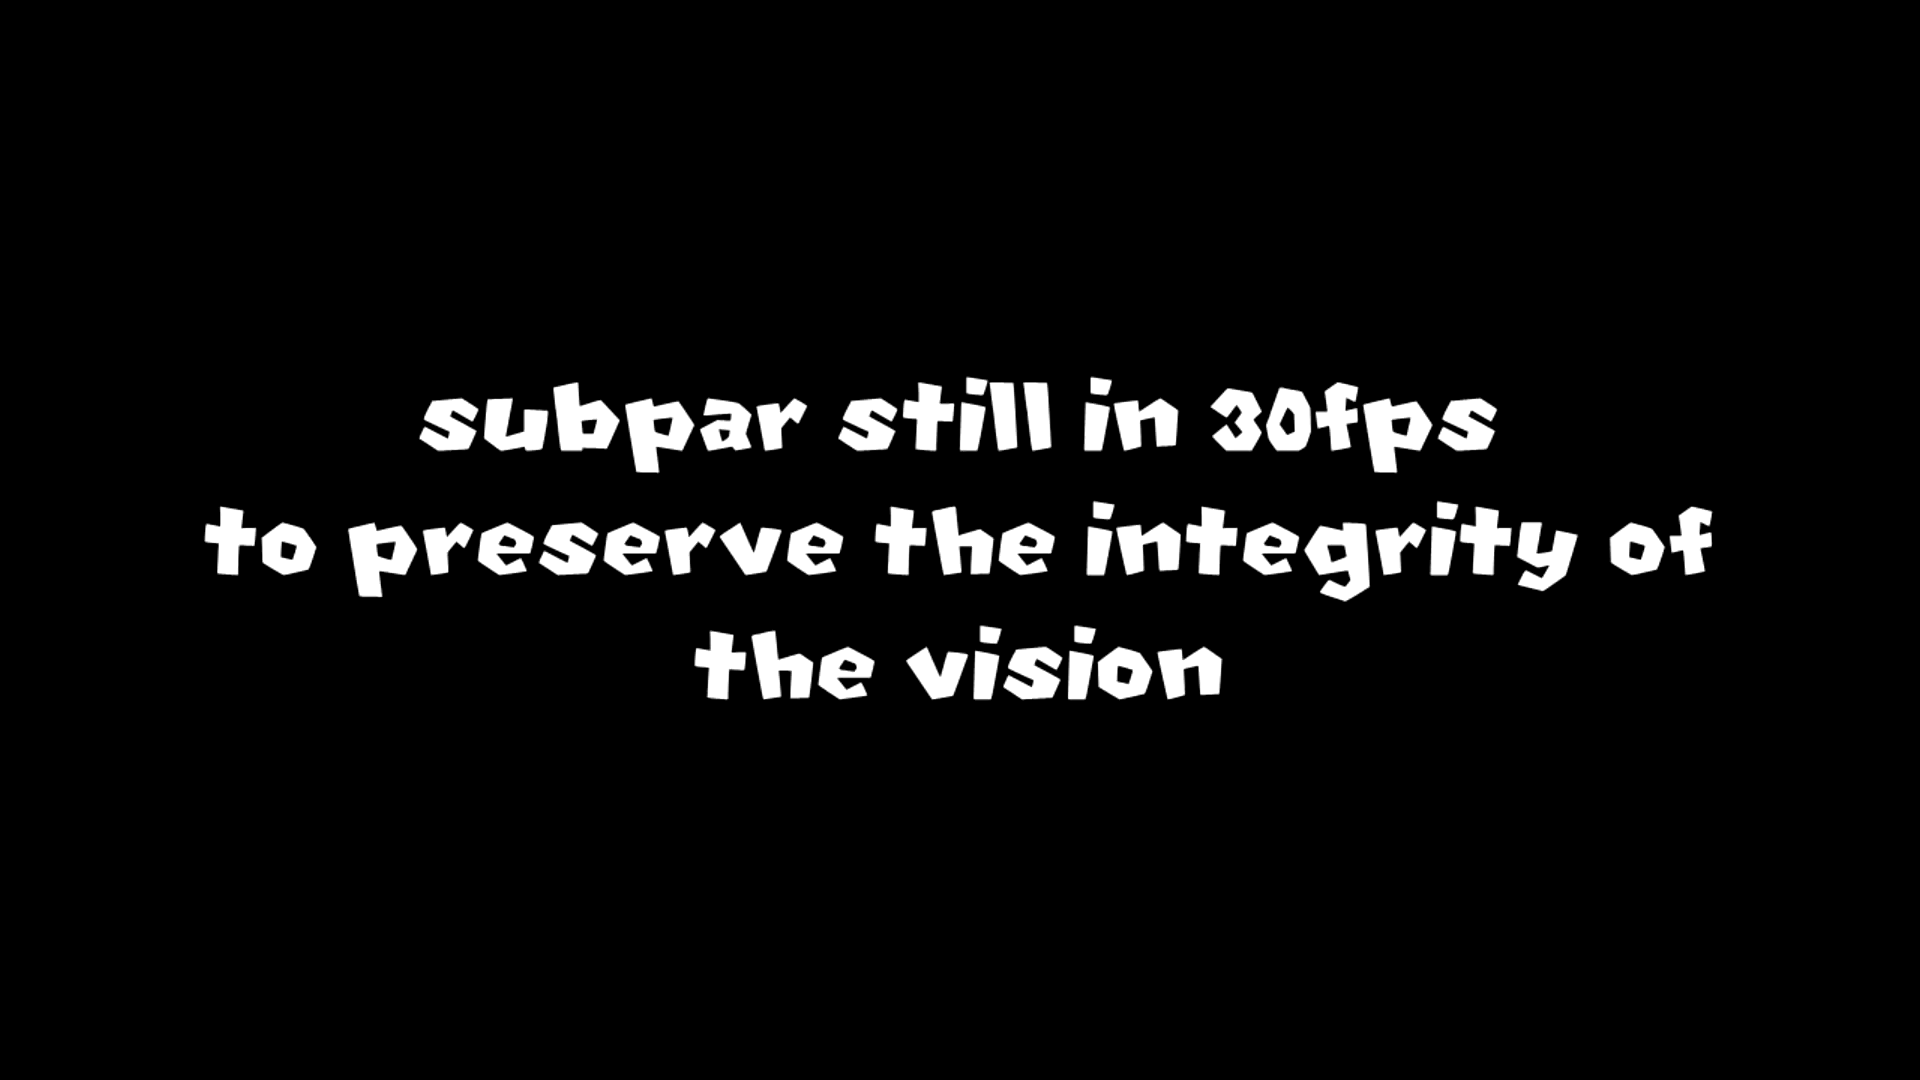 subpar still in 30fps
to preserve the integrity of
the vision